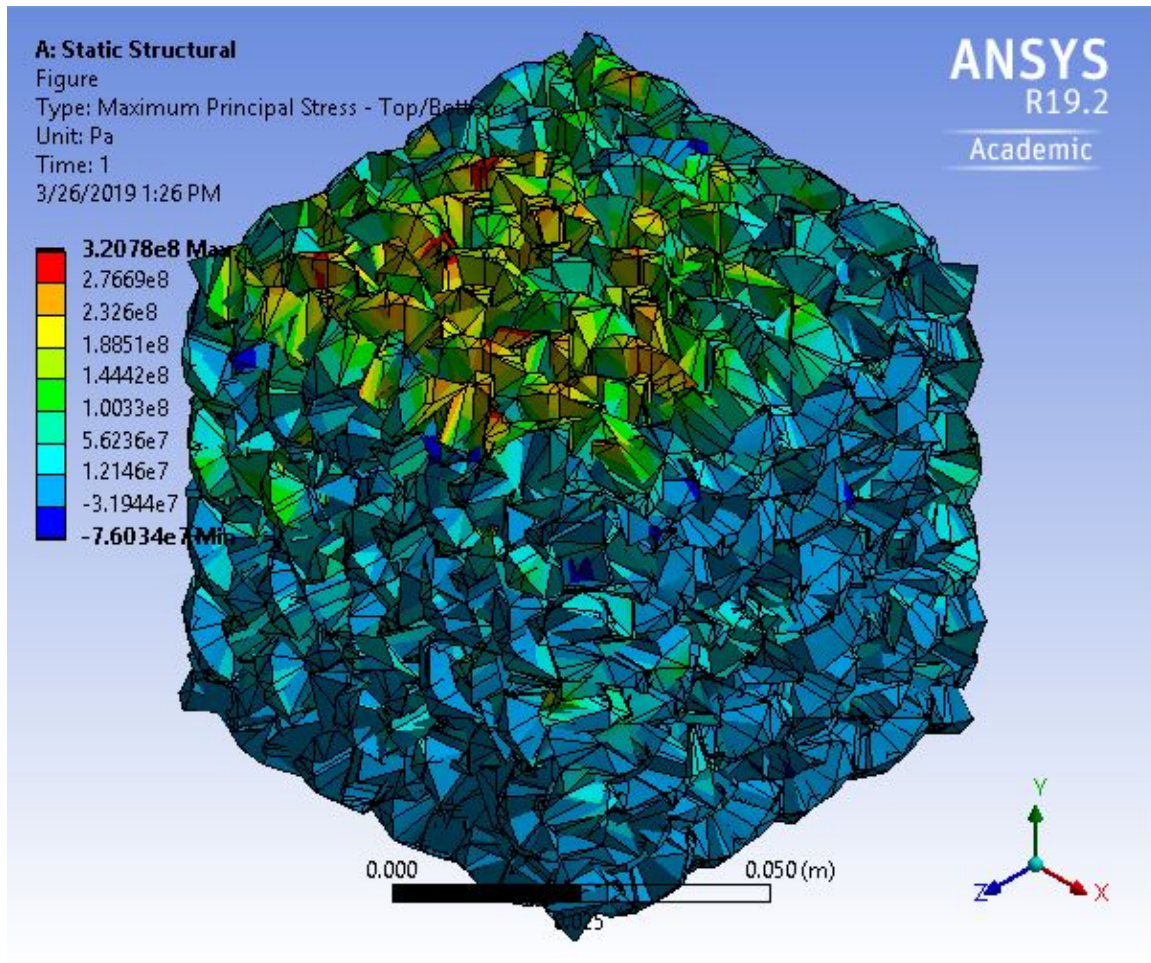 A: Static Structural
Figure
Type: Maximum Principal Stress - Top/Bottom
Unit: Pa
Time: 1
3/26/2019 1:26 PM
3.2078e8 Max
2.7669e8
2.326e8
1.8851e8
1.4442e8
1.0033e8
5.6236e7
1.2146e7
-3.1944e7
-7.6034e7 Min
ANSYS
R19.2
Academic
0.000
0.050 (m)
0.025
Y
Z
X